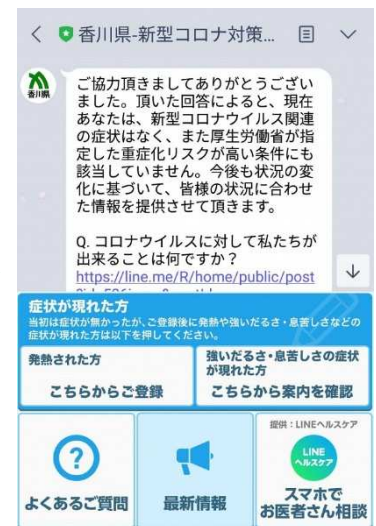 香川県-新型コロナ対策...
香川県
ご協力頂きましてありがとうござい
ました。頂いた回答によると、現在
あなたは、新型コロナウイルス関連
の症状はなく、また厚生労働省が指
定した重症化リスクが高い条件にも
該当していません。今後も状況の変
化に基づいて、皆様の状況に合わせ
た情報を提供させて頂きます。
Q. コロナウイルスに対して私たちが
出来ることは何ですか？
https://line.me/R/home/public/post
症状が現れた方
当初は症状が無かったが、ご登録後に発熱や強いだるさ・息苦しさなどの
症状が現れた方は以下を押してください。
発熱された方
こちらからご登録
強いだるさ・息苦しさの症状
が現れた方
こちらから案内を確認
よくあるご質問
最新情報
提供：LINEヘルスケア
LINE
ヘルスケア
スマホで
お医者さん相談